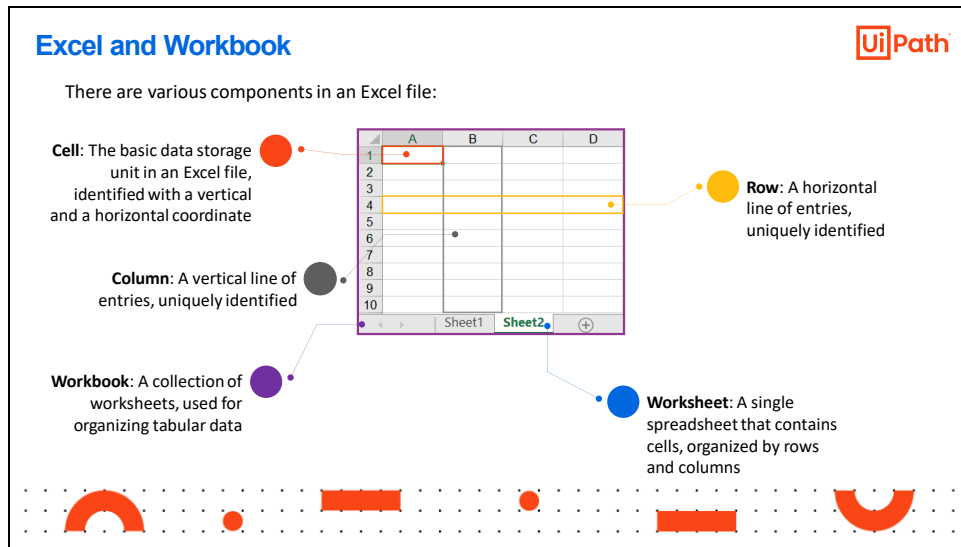 Excel and Workbook
UiPath
There are various components in an Excel file:
Cell: The basic data storage
unit in an Excel file,
identified with a vertical
and a horizontal coordinate
Column: A vertical line of
entries, uniquely identified
Workbook: A collection of
worksheets, used for
organizing tabular data
A B C D
1
2
3
4
5
6
7
8
9
10
Sheet1 Sheet2
Row: A horizontal
line of entries,
uniquely identified
Worksheet: A single
spreadsheet that contains
cells, organized by rows
and columns